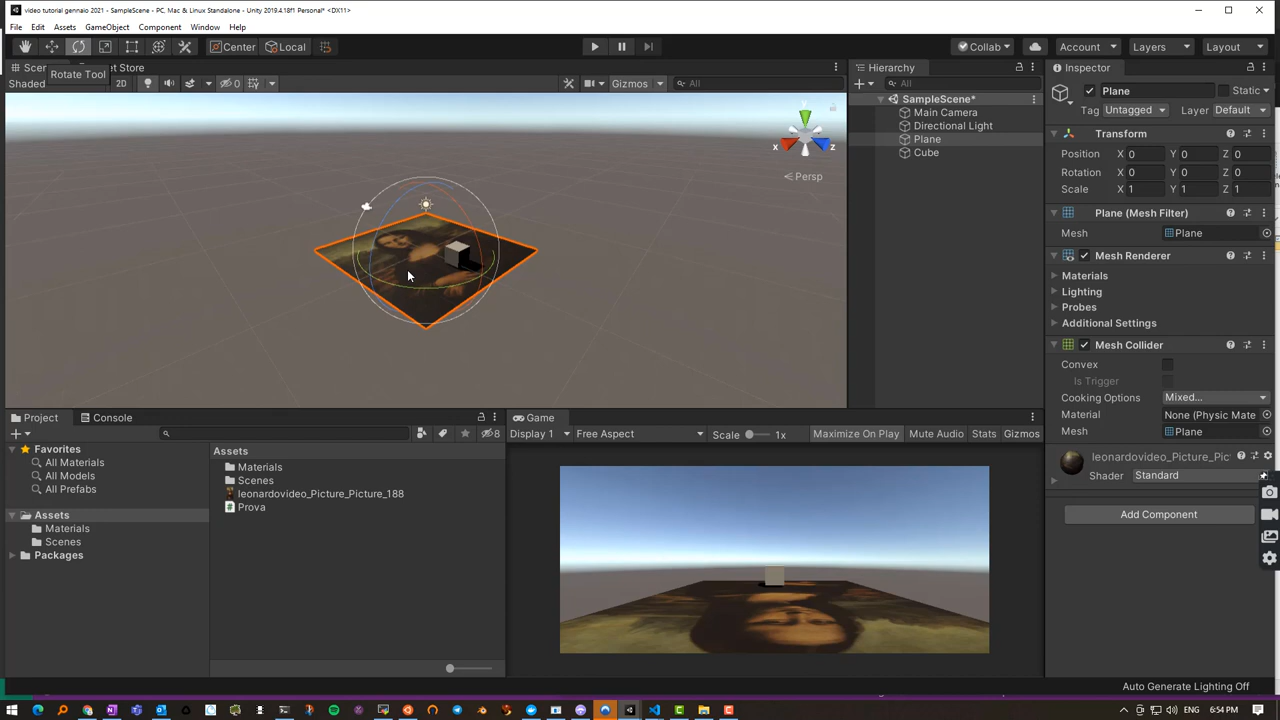 video tutorial gennaio 2021 - SampleScene - PC, Mac & Linux Standalone - Unity 2019.4.18f1 Personal* <DX11>
File Edit Assets GameObject Component Window Help
Center Local Collab Account Layers Layout
Rotate Tool
Store
Shaded 2D 0 Gizmos All
Y
X Z
Persp
Hierarchy
All
SampleScene*
Main Camera
Directional Light
Plane
Cube
Inspector
Plane Static
Tag Untagged Layer Default
Transform
Position X 0 Y 0 Z 0
Rotation X 0 Y 0 Z 0
Scale X 1 Y 1 Z 1
Plane (Mesh Filter)
Mesh Plane
Mesh Renderer
Materials
Lighting
Probes
Additional Settings
Mesh Collider
Convex
Is Trigger
Cooking Options Mixed...
Material None (Physic Mate
Mesh Plane
leonardovideo_Picture_Pic
Shader Standard
Add Component
Project Console
8
Favorites
All Materials
All Models
All Prefabs
Assets
Materials
Scenes
Packages
Assets
Materials
Scenes
leonardovideo_Picture_Picture_188
Prova
Game
Display 1 Free Aspect Scale 1x Maximize On Play Mute Audio Stats Gizmos
Auto Generate Lighting Off
ENG 6:54 PM